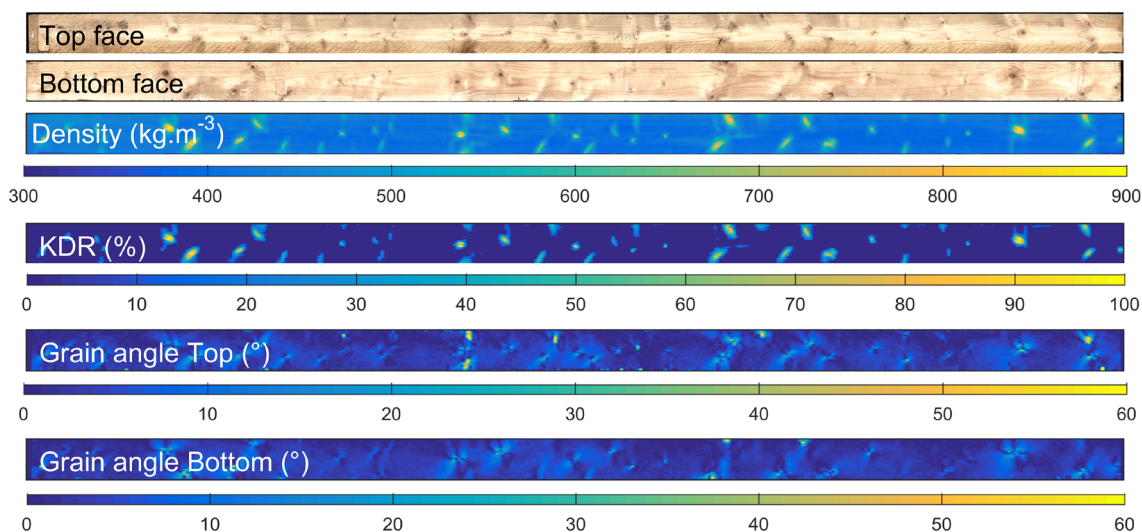 Top face
Bottom face
Density (kg.m-3)
300 400 500 600 700 800 900
KDR (%)
0 10 20 30 40 50 60 70 80 90 100
Grain angle Top (°)
0 10 20 30 40 50 60
Grain angle Bottom (°)
0 10 20 30 40 50 60